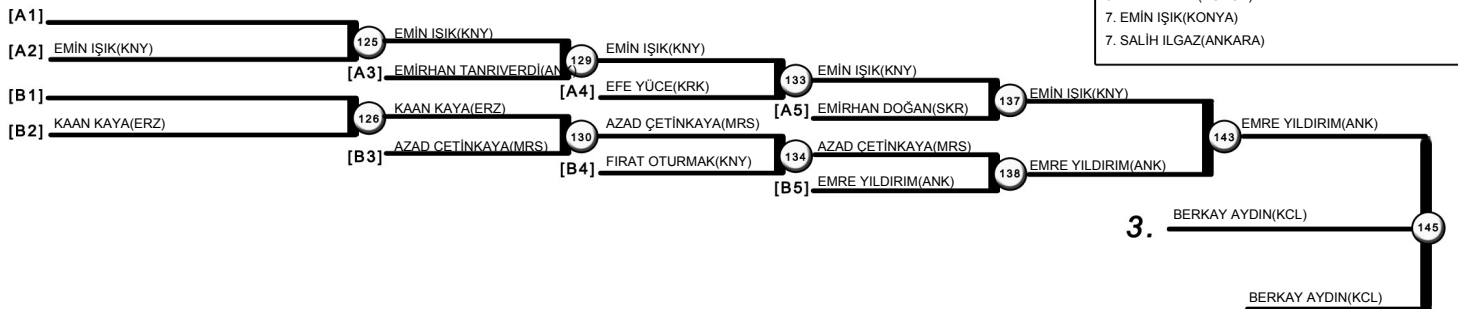 7. EMİN IŞIK(KONYA)
7. SALİH ILGAZ(ANKARA)
[A1]
[A2] EMİN IŞIK(KNY)
125
EMİN IŞIK(KNY)
[A3] EMİRHAN TANRIVERDİ(ANK)
129
EMİN IŞIK(KNY)
[A4] EFE YÜCE(KRK)
133
EMİN IŞIK(KNY)
[A5] EMİRHAN DOĞAN(SKR)
137
EMİN IŞIK(KNY)
[B1]
[B2] KAAN KAYA(ERZ)
126
KAAN KAYA(ERZ)
[B3] AZAD ÇETİNKAYA(MRS)
130
AZAD ÇETİNKAYA(MRS)
[B4] FIRAT OTURMAK(KNY)
134
AZAD ÇETİNKAYA(MRS)
[B5] EMRE YILDIRIM(ANK)
138
EMRE YILDIRIM(ANK)
143
EMRE YILDIRIM(ANK)
3. BERKAY AYDIN(KCL)
145
BERKAY AYDIN(KCL)